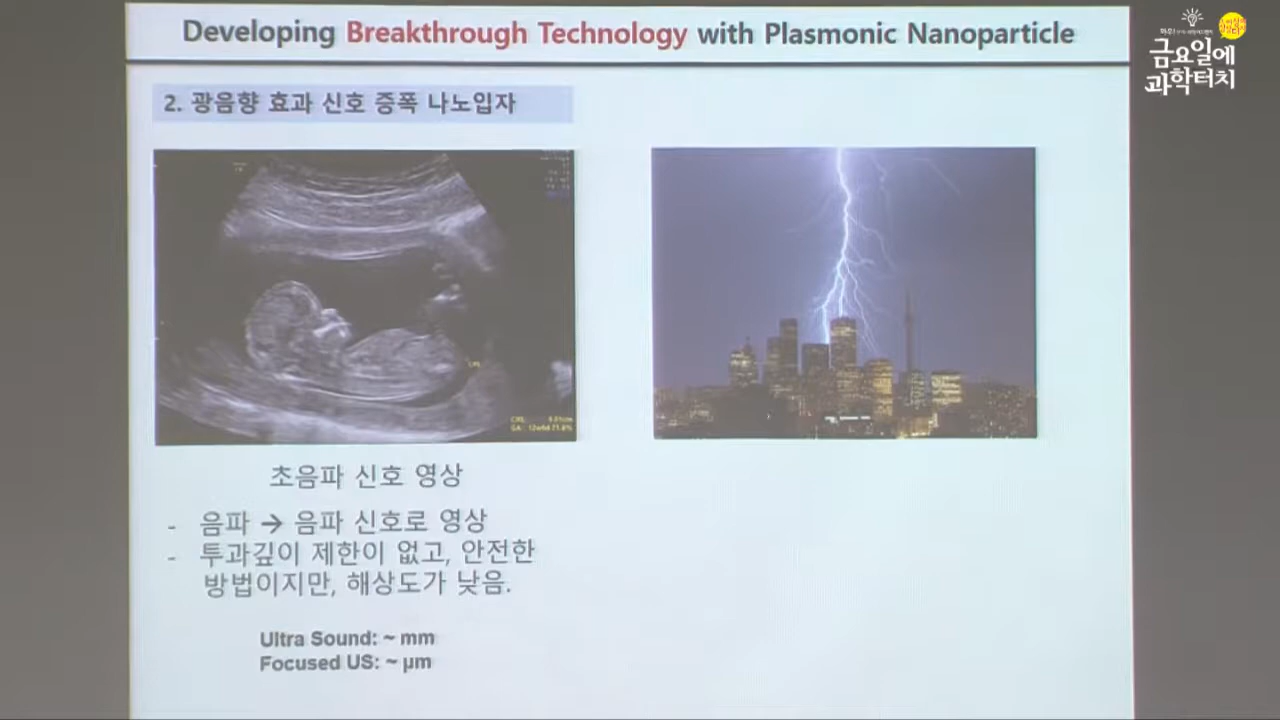 Developing Breakthrough Technology with Plasmonic Nanoparticle
금요일에
과학터치
2. 광음향 효과 신호 증폭 나노입자
초음파 신호 영상
- 음파 → 음파 신호로 영상
- 투과깊이 제한이 없고, 안전한
방법이지만, 해상도가 낮음.
Ultra Sound: ~ mm
Focused US: ~ μm